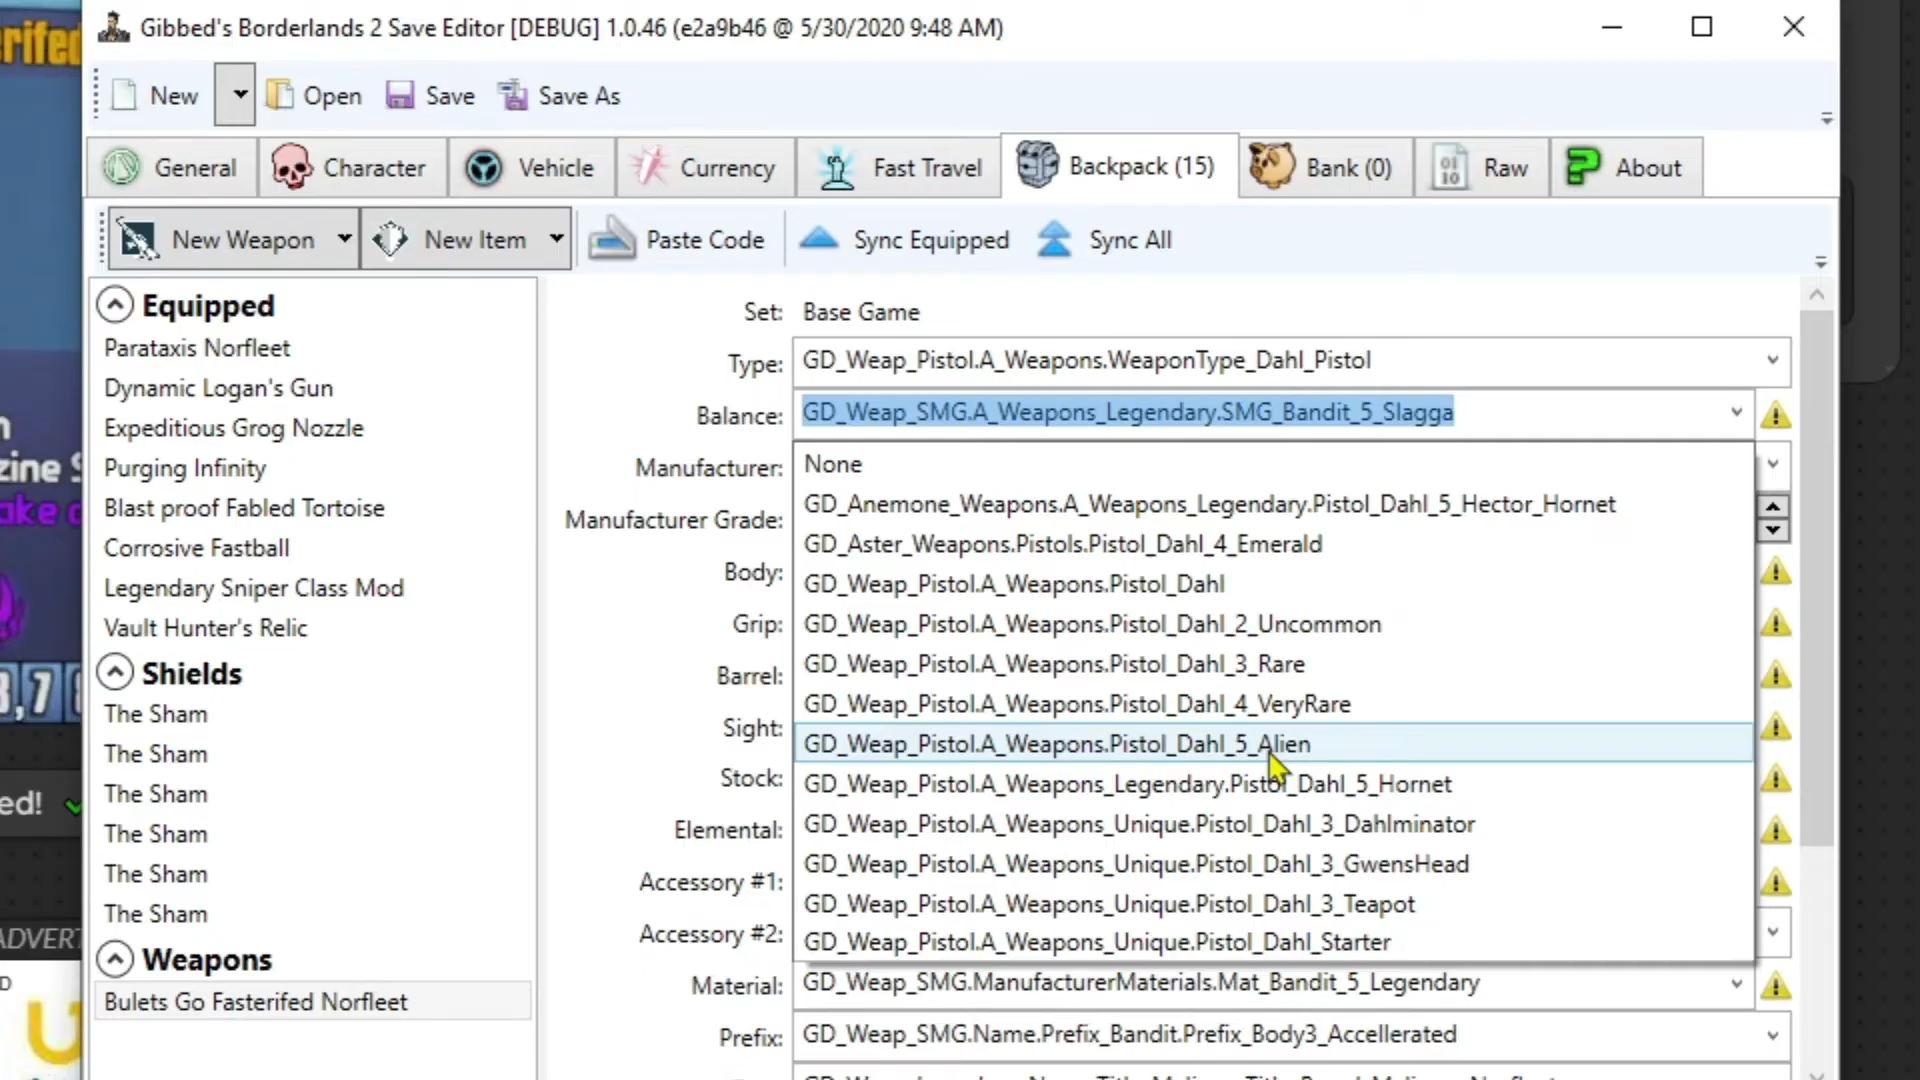 Gibbed's Borderlands 2 Save Editor [DEBUG] 1.0.46 (e2a9b46 @ 5/30/2020 9:48 AM)
New Open Save Save As
General Character Vehicle Currency Fast Travel Backpack (15) Bank (0) Raw About
New Weapon New Item Paste Code Sync Equipped Sync All
Equipped
Parataxis Norfleet
Dynamic Logan's Gun
Expeditious Grog Nozzle
Purging Infinity
Blast proof Fabled Tortoise
Corrosive Fastball
Legendary Sniper Class Mod
Vault Hunter's Relic
Shields
The Sham
The Sham
The Sham
The Sham
The Sham
The Sham
Weapons
Bulets Go Fasterifed Norfleet
Set: Base Game
Type: GD_Weap_Pistol.A_Weapons.WeaponType_Dahl_Pistol
Balance: GD_Weap_SMG.A_Weapons_Legendary.SMG_Bandit_5_Slagga
Manufacturer:
Manufacturer Grade:
Body:
Grip:
Barrel:
Sight:
Stock:
Elemental:
Accessory #1:
Accessory #2:
None
GD_Anemone_Weapons.A_Weapons_Legendary.Pistol_Dahl_5_Hector_Hornet
GD_Aster_Weapons.Pistols.Pistol_Dahl_4_Emerald
GD_Weap_Pistol.A_Weapons.Pistol_Dahl
GD_Weap_Pistol.A_Weapons.Pistol_Dahl_2_Uncommon
GD_Weap_Pistol.A_Weapons.Pistol_Dahl_3_Rare
GD_Weap_Pistol.A_Weapons.Pistol_Dahl_4_VeryRare
GD_Weap_Pistol.A_Weapons.Pistol_Dahl_5_Alien
GD_Weap_Pistol.A_Weapons_Legendary.Pistol_Dahl_5_Hornet
GD_Weap_Pistol.A_Weapons_Unique.Pistol_Dahl_3_Dahlminator
GD_Weap_Pistol.A_Weapons_Unique.Pistol_Dahl_3_GwensHead
GD_Weap_Pistol.A_Weapons_Unique.Pistol_Dahl_3_Teapot
GD_Weap_Pistol.A_Weapons_Unique.Pistol_Dahl_Starter
Material: GD_Weap_SMG.ManufacturerMaterials.Mat_Bandit_5_Legendary
Prefix: GD_Weap_SMG.Name.Prefix_Bandit.Prefix_Body3_Accellerated